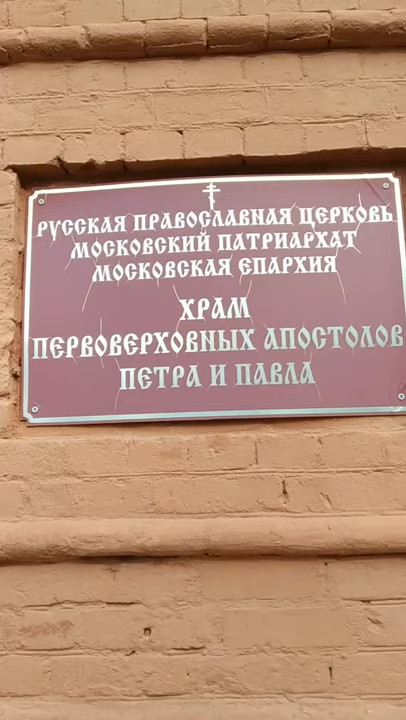 РУССКАЯ ПРАВОСЛАВНАЯ ЦЕРКОВЬ
МОСКОВСКИЙ ПАТРИАРХАТ
МОСКОВСКАЯ ЕПАРХИЯ
ХРАМ
ПЕРВОВЕРХОВНЫХ АПОСТОЛОВ
ПЕТРА И ПАВЛА